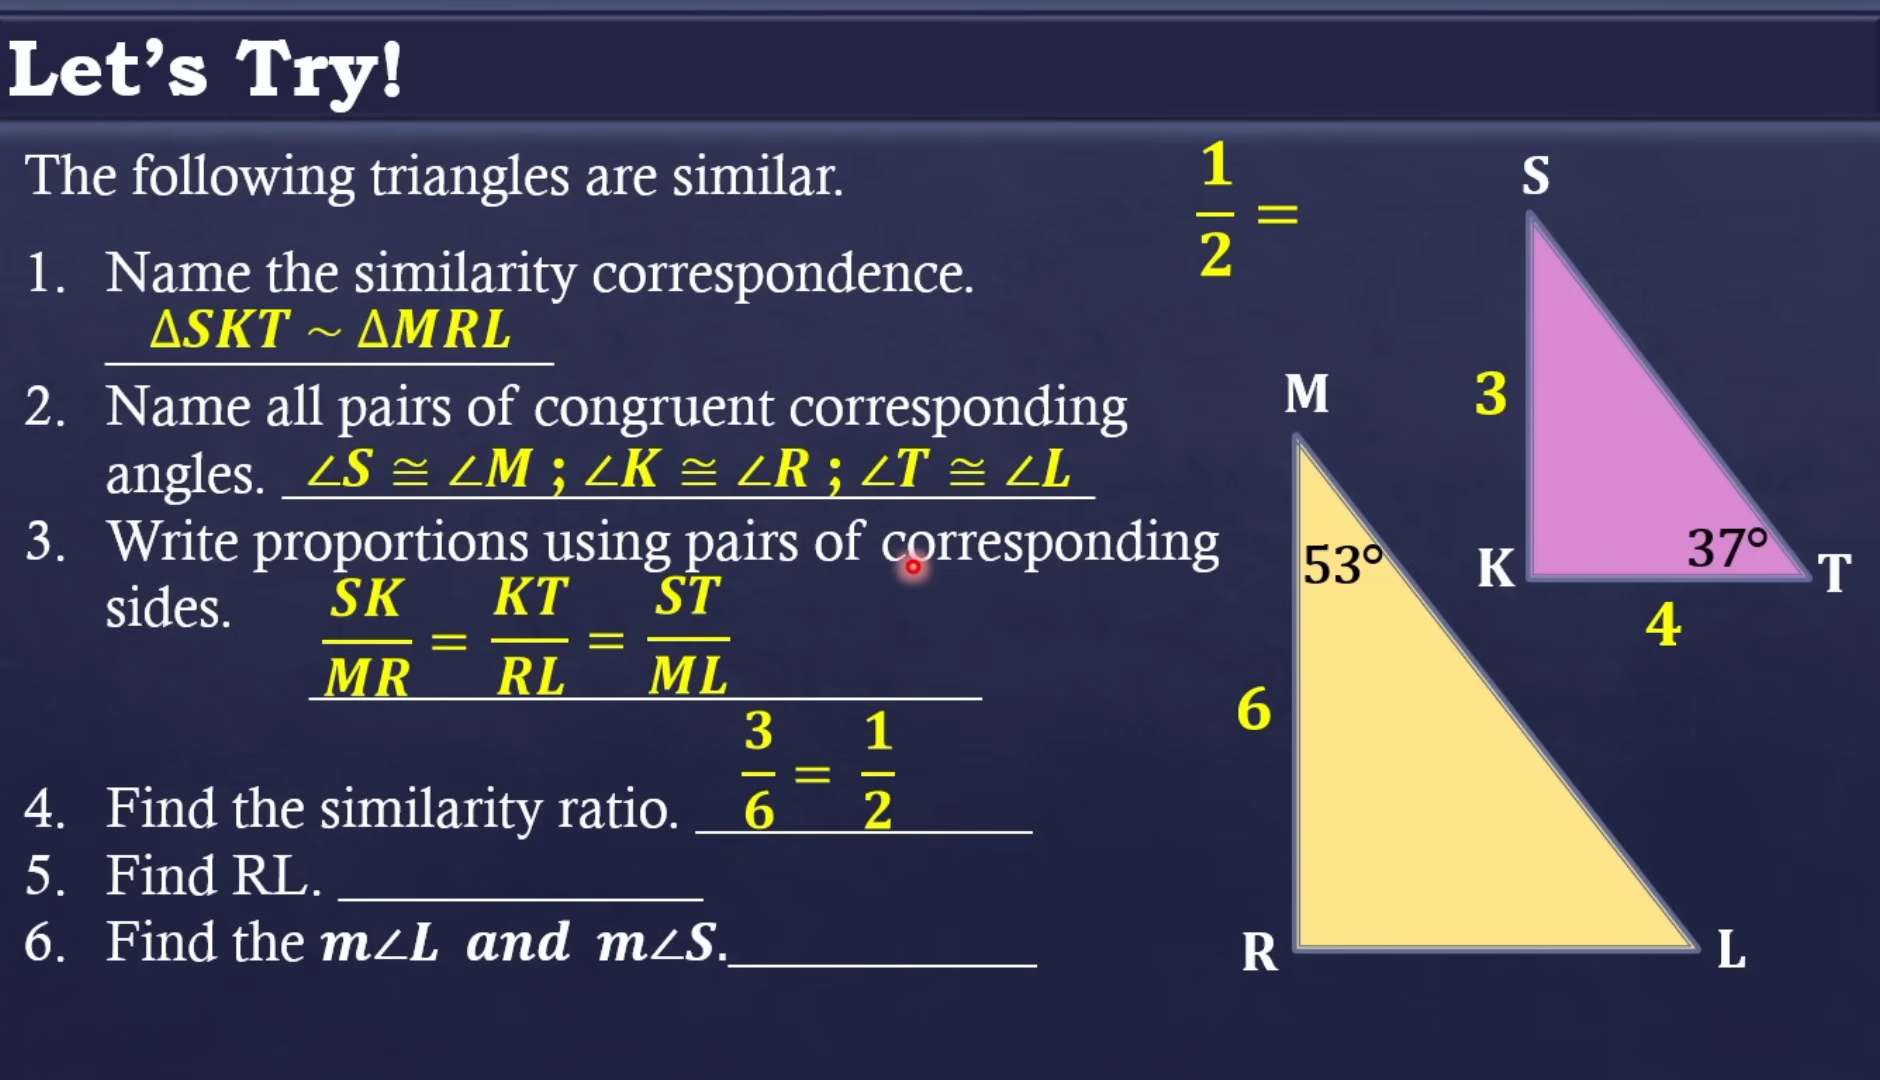 Let's Try!
The following triangles are similar.
1. Name the similarity correspondence.
ΔSKT ~ ΔMRL
2. Name all pairs of congruent corresponding
angles. ∠S ≅ ∠M ; ∠K ≅ ∠R ; ∠T ≅ ∠L
3. Write proportions using pairs of corresponding
sides. SK/MR = KT/RL = ST/ML
4. Find the similarity ratio. 3/6 = 1/2
5. Find RL.
6. Find the m∠L and m∠S.
1/2 =
S
3
K
37°
T
4
M
53°
6
R
L